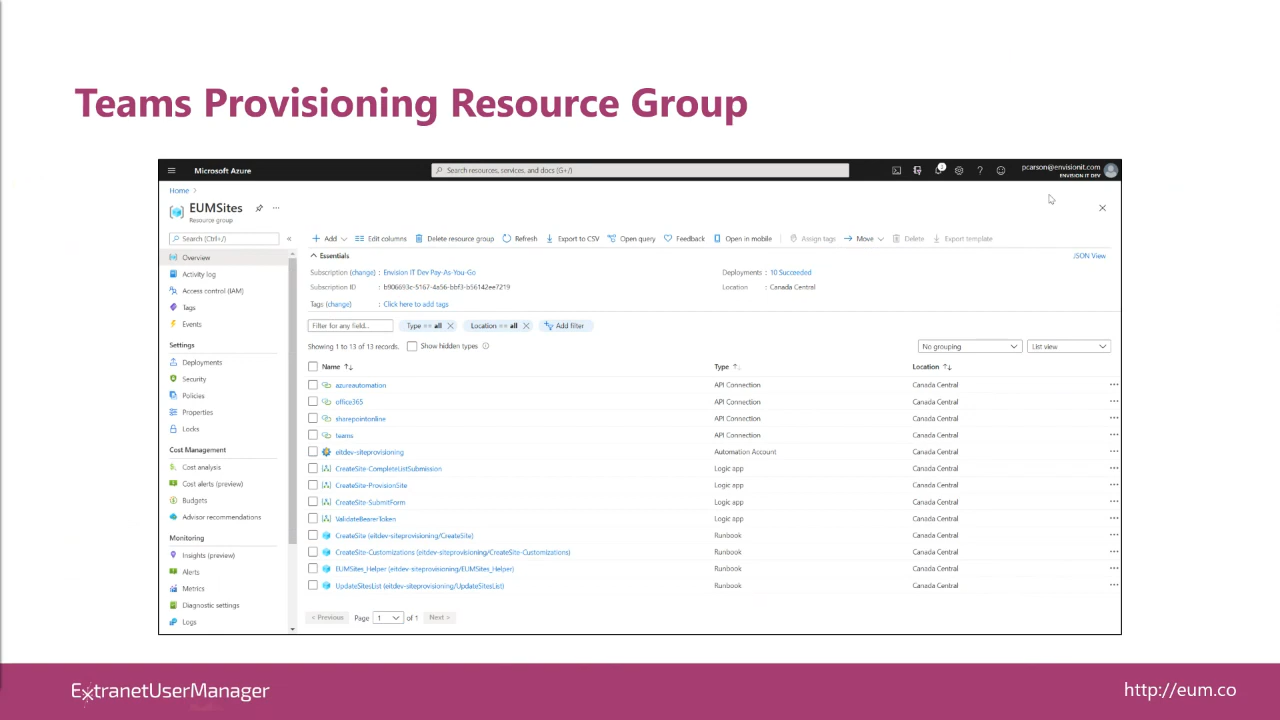 Teams Provisioning Resource Group
Microsoft Azure
Search resources, services, and docs (G+/)
pcarson@envisionit.com
ENVISION IT DEV
Home >
EUMSites
Resource group
Search (Ctrl+/)
Add
Edit columns
Delete resource group
Refresh
Export to CSV
Open query
Feedback
Open in mobile
Assign tags
Move
Delete
Export template
Overview
Activity log
Access control (IAM)
Tags
Events
Settings
Deployments
Security
Policies
Properties
Locks
Cost Management
Cost analysis
Cost alerts (preview)
Budgets
Advisor recommendations
Monitoring
Insights (preview)
Alerts
Metrics
Diagnostic settings
Logs
Essentials
JSON View
Subscription (change) : Envision IT Dev Pay-As-You-Go
Deployments : 10 Succeeded
Subscription ID : b906693c-5167-4a56-bbf3-b56142ee7219
Location : Canada Central
Tags (change) : Click here to add tags
Filter for any field...
Type == all
Location == all
Add filter
Showing 1 to 13 of 13 records.
Show hidden types
No grouping
List view
Name Type Location
azureautomation API Connection Canada Central
office365 API Connection Canada Central
sharepointonline API Connection Canada Central
teams API Connection Canada Central
eitdev-siteprovisioning Automation Account Canada Central
CreateSite-CompleteListSubmission Logic app Canada Central
CreateSite-ProvisionSite Logic app Canada Central
CreateSite-SubmitForm Logic app Canada Central
ValidateBearerToken Logic app Canada Central
CreateSite (eitdev-siteprovisioning/CreateSite) Runbook Canada Central
CreateSite-Customizations (eitdev-siteprovisioning/CreateSite-Customizations) Runbook Canada Central
EUMSites_Helper (eitdev-siteprovisioning/EUMSites_Helper) Runbook Canada Central
UpdateSitesList (eitdev-siteprovisioning/UpdateSitesList) Runbook Canada Central
< Previous Page 1 of 1 Next >
ExtranetUserManager
http://eum.co